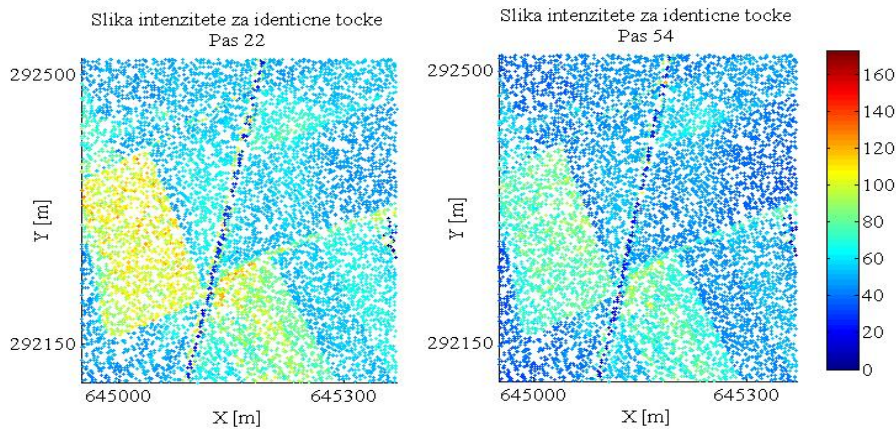 Slika intenzitete za identicne tocke
Pas 22
292500
Y [m]
292150
645000
645300
X [m]
Slika intenzitete za identicne tocke
Pas 54
292500
Y [m]
292150
645000
645300
X [m]
160
140
120
100
80
60
40
20
0